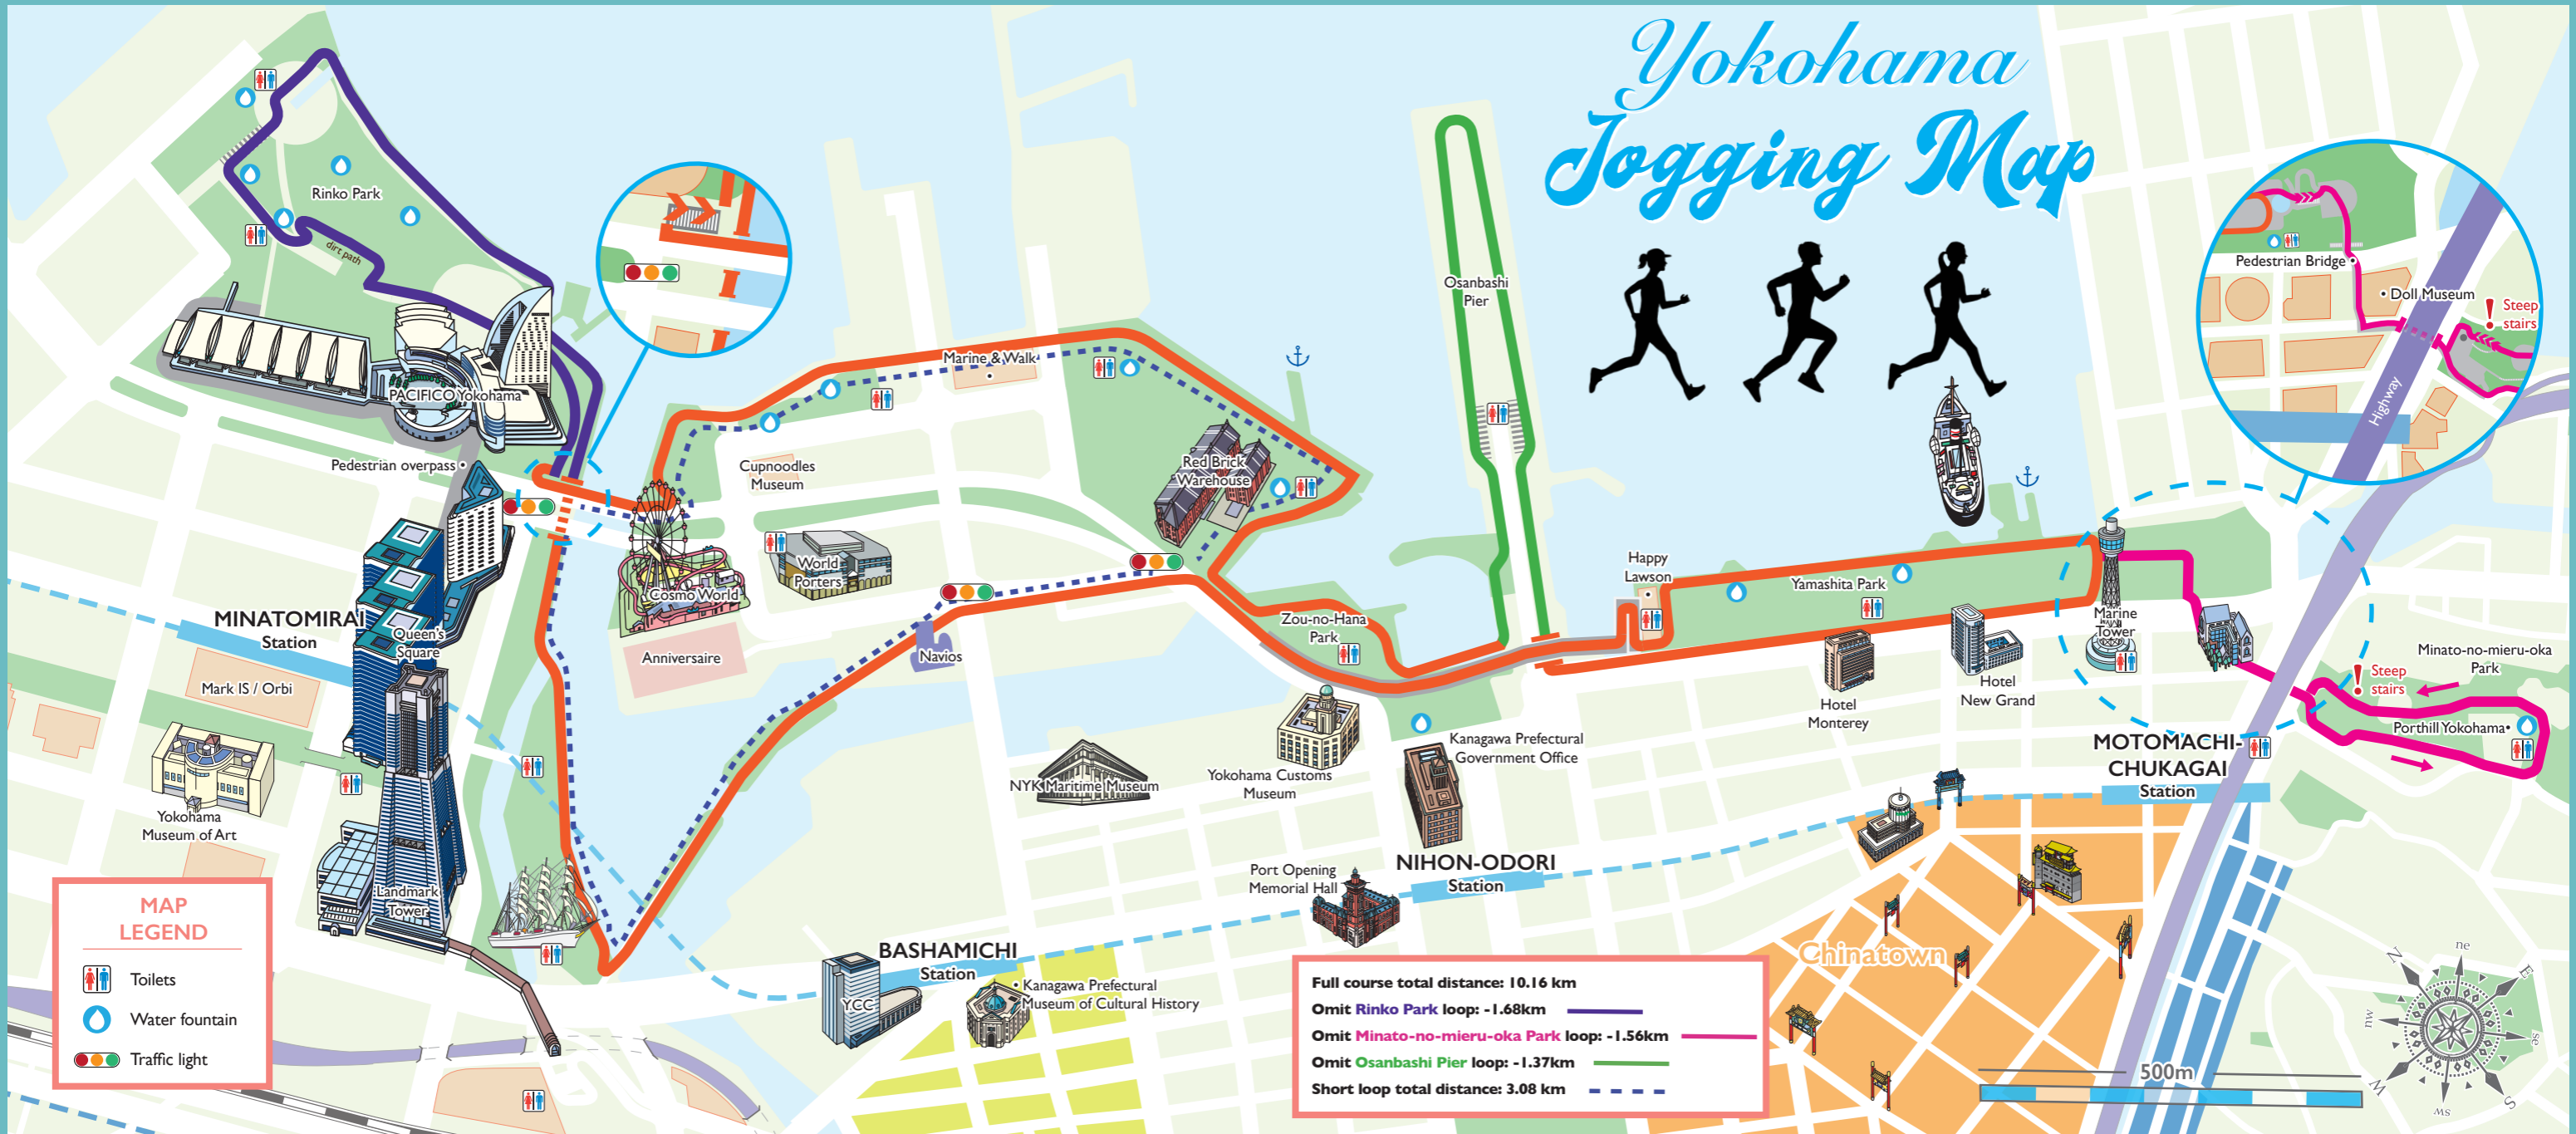 Yokohama
Jogging Map
Rinko Park
dirt path
PACIFICO Yokohama
Pedestrian overpass
MINATOMIRAI
Station
Queen's
Square
Mark IS / Orbi
Yokohama
Museum of Art
Landmark
Tower
Marine & Walk
Cupnoodles
Museum
World
Porters
Cosmo World
Anniversaire
Navios
Red Brick
Warehouse
Zou-no-Hana
Park
Osanbashi
Pier
Happy
Lawson
Yamashita Park
Marine
Tower
Hotel
Monterey
Hotel
New Grand
Pedestrian Bridge
Doll Museum
! Steep
stairs
Highway
! Steep
stairs
Minato-no-mieru-oka
Park
Porthill Yokohama
MOTOMACHI-
CHUKAGAI
Station
NYK Maritime Museum
Yokohama Customs
Museum
Kanagawa Prefectural
Government Office
Port Opening
Memorial Hall
NIHON-ODORI
Station
BASHAMICHI
Station
YCC
Kanagawa Prefectural
Museum of Cultural History
Chinatown
MAP
LEGEND
Toilets
Water fountain
Traffic light
Full course total distance: 10.16 km
Omit Rinko Park loop: -1.68km
Omit Minato-no-mieru-oka Park loop: -1.56km
Omit Osanbashi Pier loop: -1.37km
Short loop total distance: 3.08 km
500m
N
ne
E
se
S
sw
W
nw